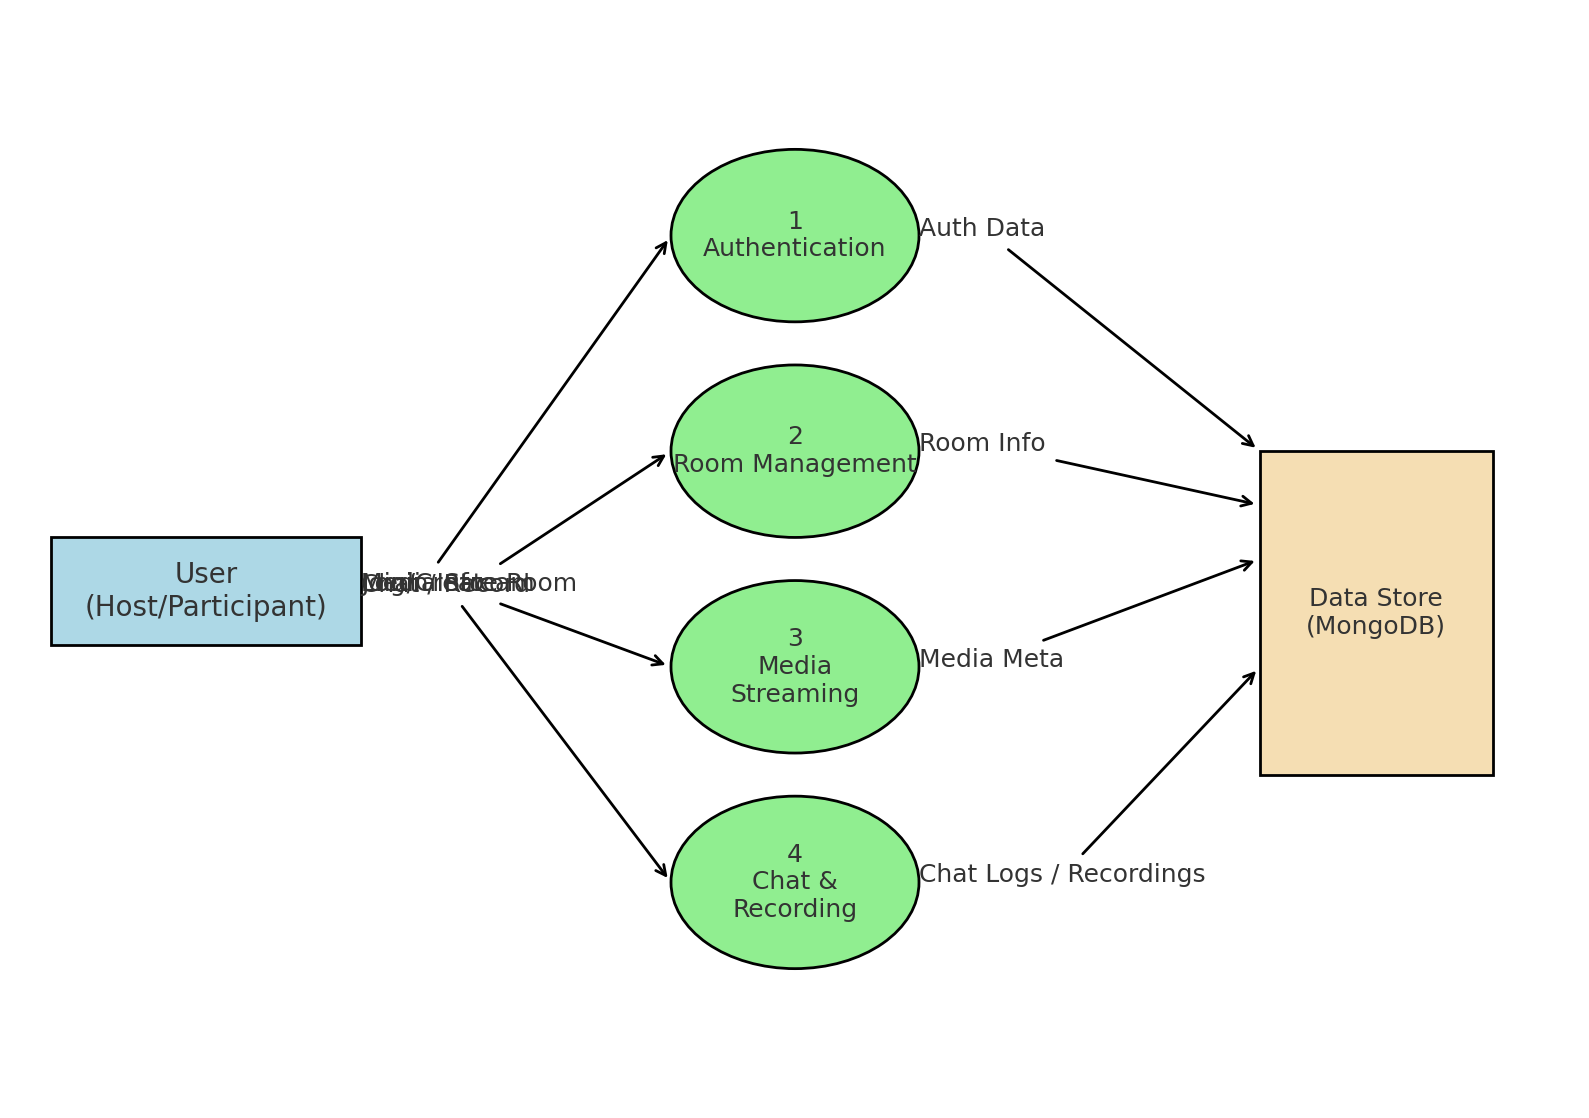 User
(Host/Participant)
1
Authentication
2
Room Management
3
Media
Streaming
4
Chat &
Recording
Auth Data
Room Info
Media Meta
Chat Logs / Recordings
Data Store
(MongoDB)
Room